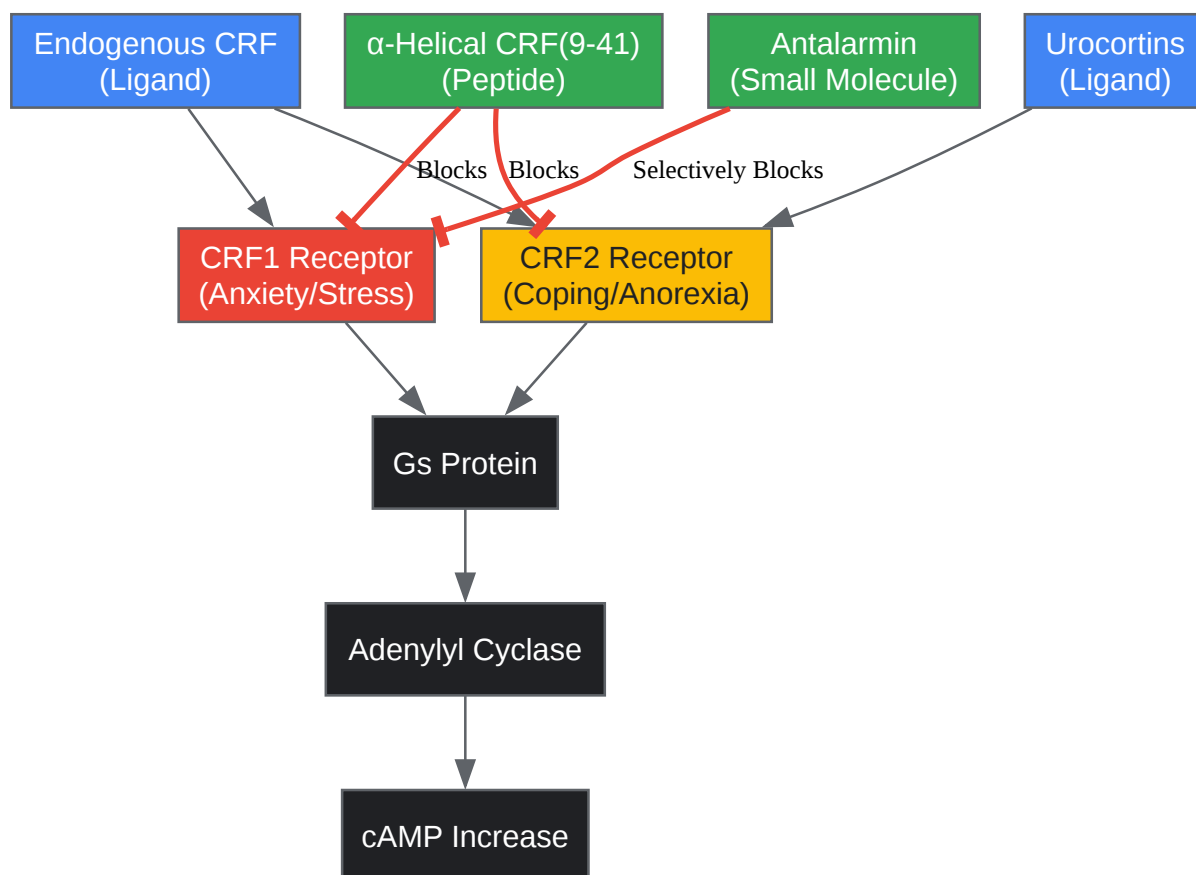 Endogenous CRF
(Ligand)
α-Helical CRF(9-41)
(Peptide)
Antalarmin
(Small Molecule)
Urocortins
(Ligand)
Blocks
Blocks
Selectively Blocks
CRF1 Receptor
(Anxiety/Stress)
CRF2 Receptor
(Coping/Anorexia)
Gs Protein
Adenylyl Cyclase
cAMP Increase